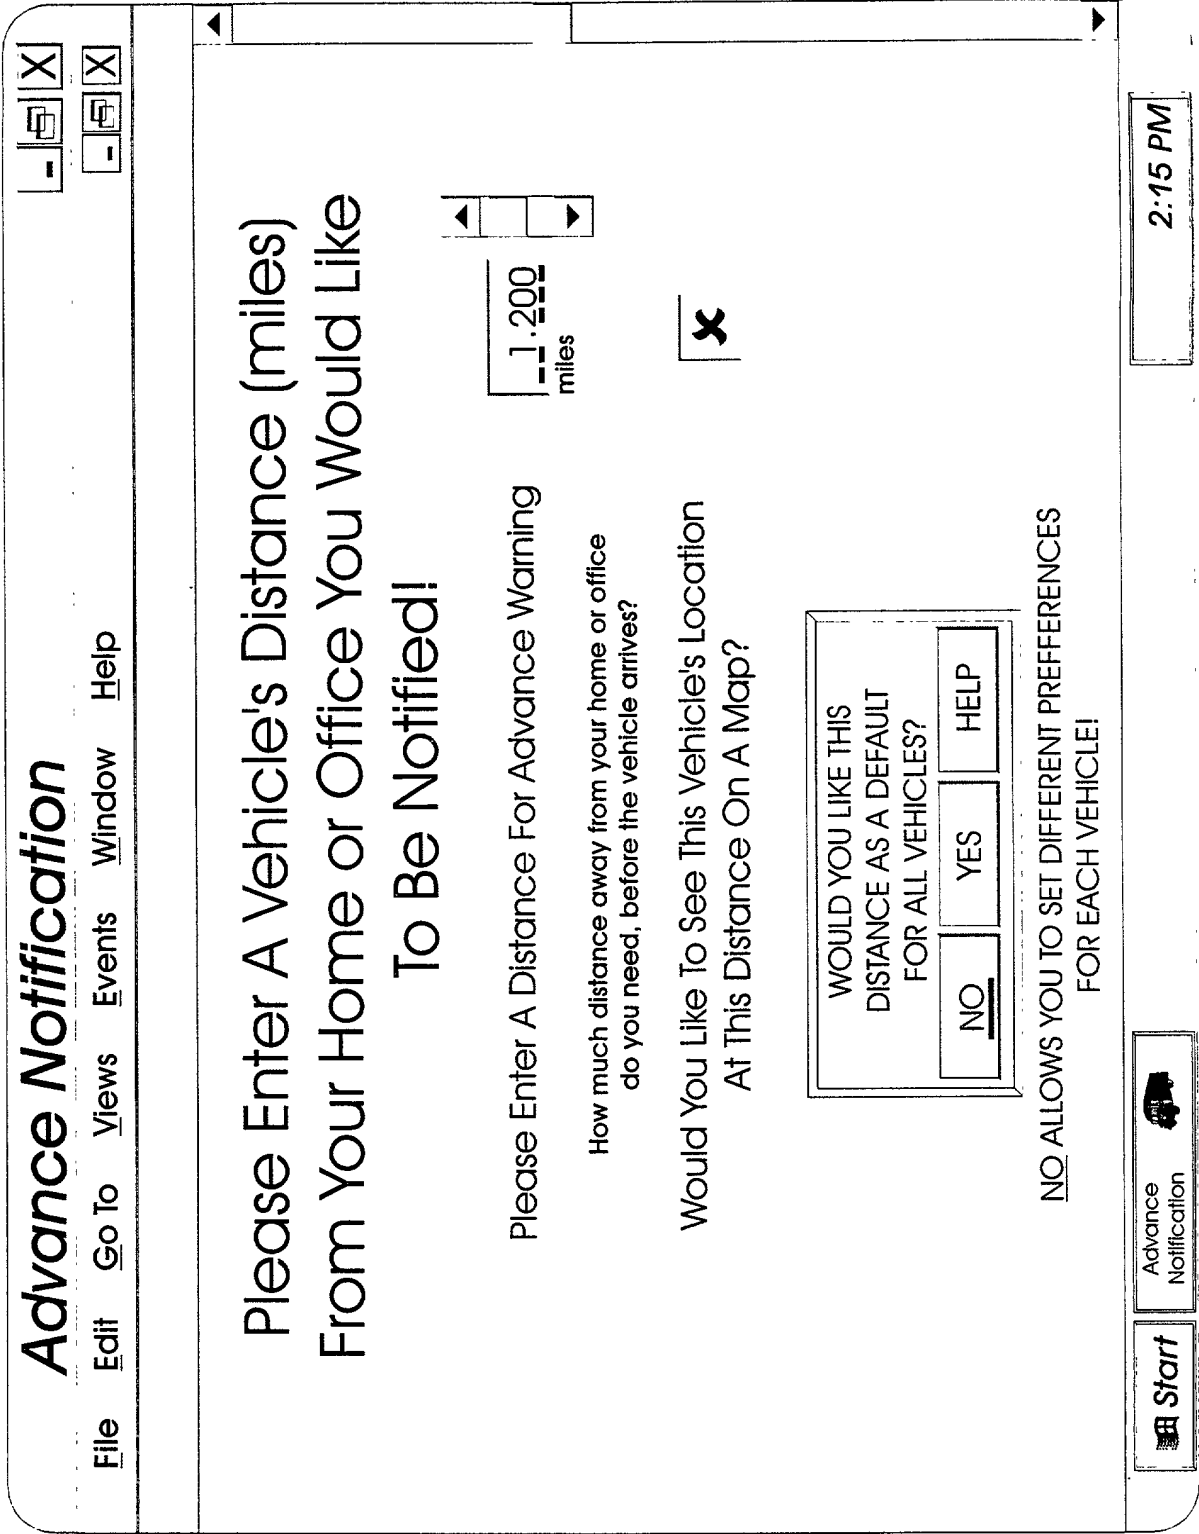 Advance Notification
_ X
File Edit Go To Views Events Window Help
- X
Please Enter A Vehicle's Distance (miles)
From Your Home or Office You Would Like
To Be Notified!
Please Enter A Distance For Advance Warning
_1.200
miles
How much distance away from your home or office
do you need, before the vehicle arrives?
Would You Like To See This Vehicle's Location
At This Distance On A Map?
x
WOULD YOU LIKE THIS
DISTANCE AS A DEFAULT
FOR ALL VEHICLES?
NO YES HELP
NO ALLOWS YOU TO SET DIFFERENT PREFFERENCES
FOR EACH VEHICLE!
Start
Advance
Notification
2:15 PM